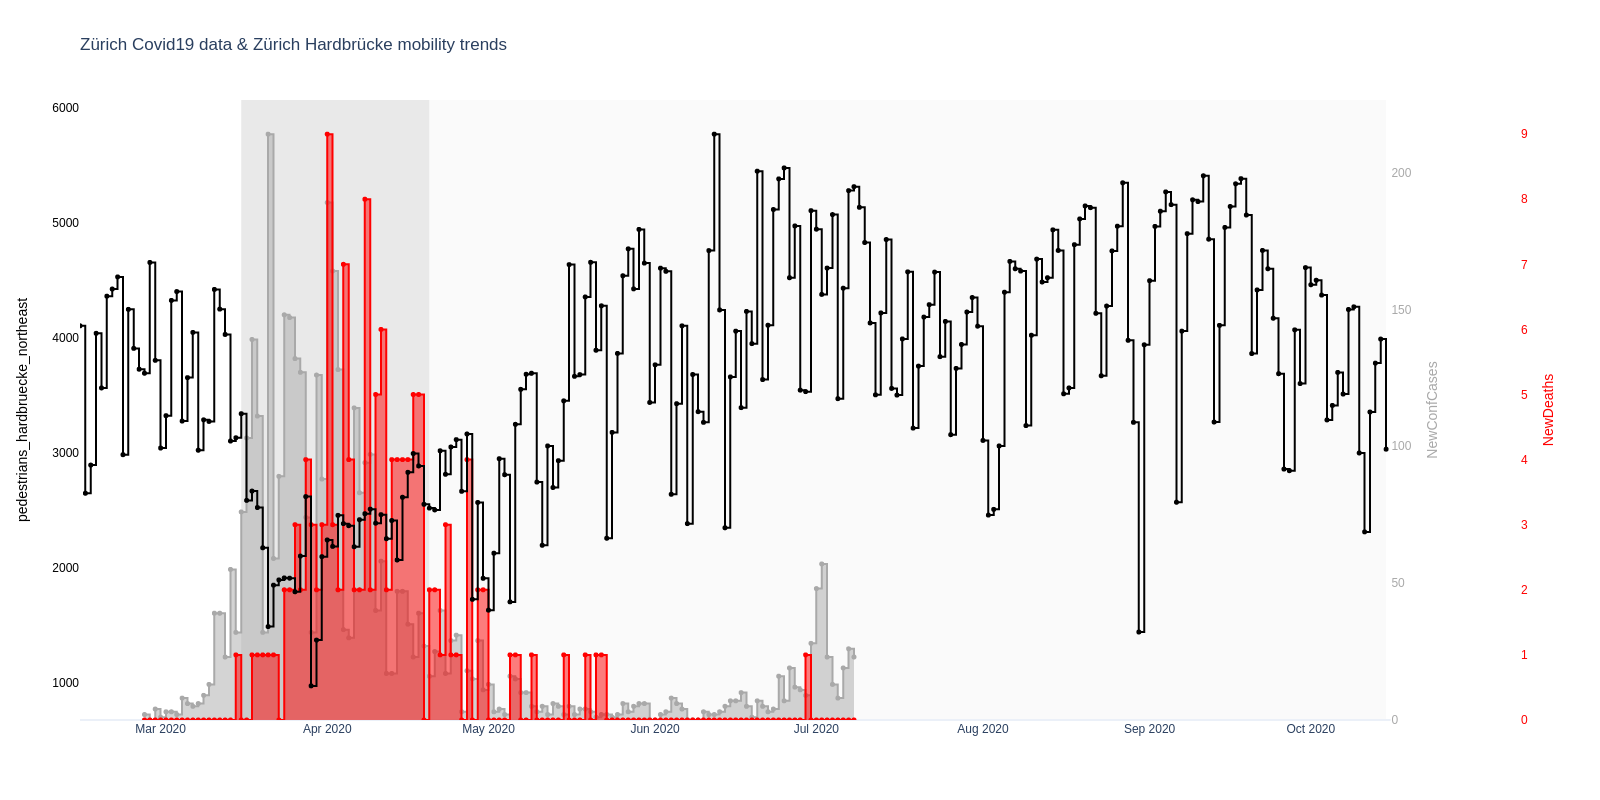 Zürich Covid19 data & Zürich Hardbrücke mobility trends
6000
5000
4000
3000
2000
1000
pedestrians_hardbruecke_northeast
Mar 2020
Apr 2020
May 2020
Jun 2020
Jul 2020
Aug 2020
Sep 2020
Oct 2020
200
150
100
50
0
NewConfCases
9
8
7
6
5
4
3
2
1
0
NewDeaths